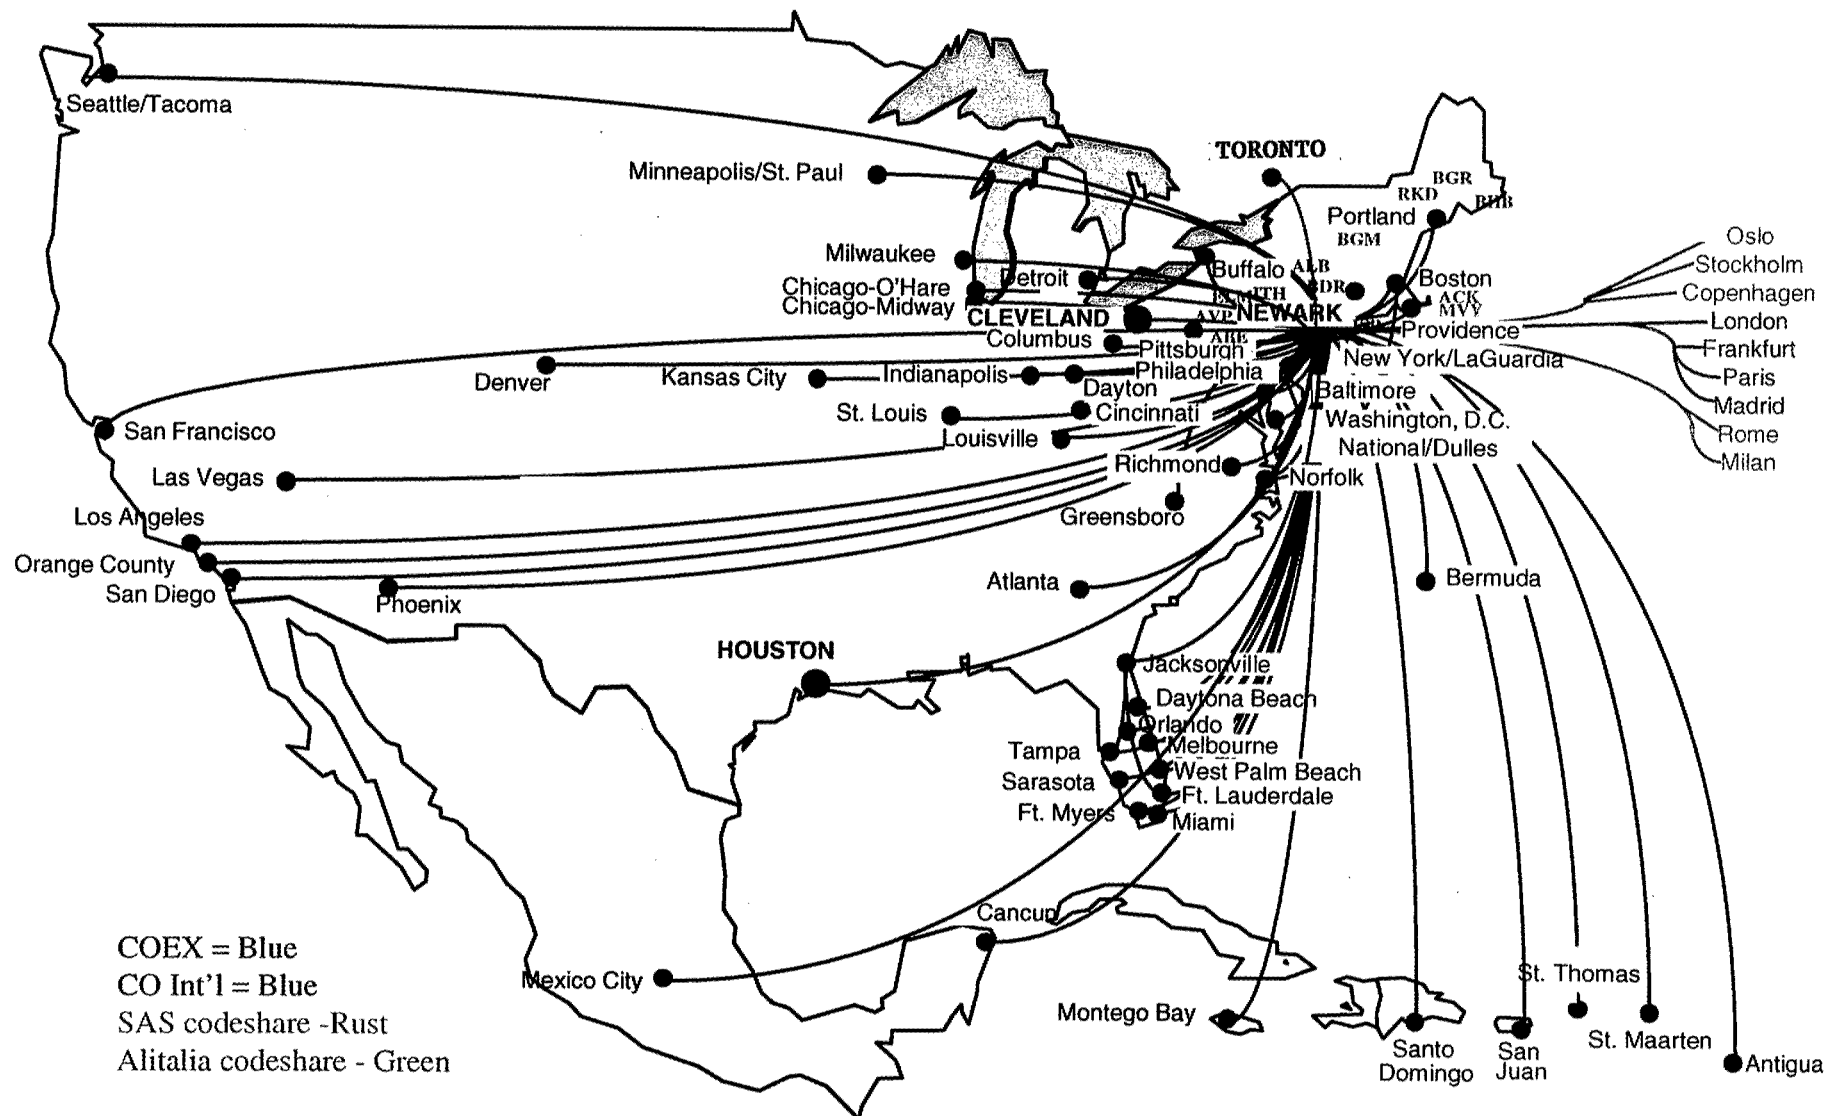 Seattle/Tacoma
TORONTO
Minneapolis/St. Paul
BGR
RKD
BHB
Portland
BGM
Oslo
Milwaukee
Stockholm
Detroit
Buffalo
ALB
Boston
Chicago-O'Hare
Copenhagen
Chicago-Midway
ITH
ACK
MVY
CLEVELAND
AVP
NEWARK
London
Providence
Columbus
ABE
Pittsburgh
Frankfurt
New York/LaGuardia
Denver
Kansas City
Indianapolis
Philadelphia
Paris
Dayton
Baltimore
Madrid
St. Louis
Cincinnati
Washington, D.C.
National/Dulles
Rome
San Francisco
Louisville
Milan
Las Vegas
Richmond
Norfolk
Greensboro
Los Angeles
Orange County
San Diego
Phoenix
Atlanta
Bermuda
HOUSTON
Jacksonville
Daytona Beach
Orlando
Tampa
Melbourne
Sarasota
West Palm Beach
Ft. Lauderdale
Ft. Myers
Miami
Cancun
Mexico City
Montego Bay
St. Thomas
St. Maarten
Santo
Domingo
San
Juan
Antigua
COEX = Blue
CO Int'l = Blue
SAS codeshare -Rust
Alitalia codeshare - Green